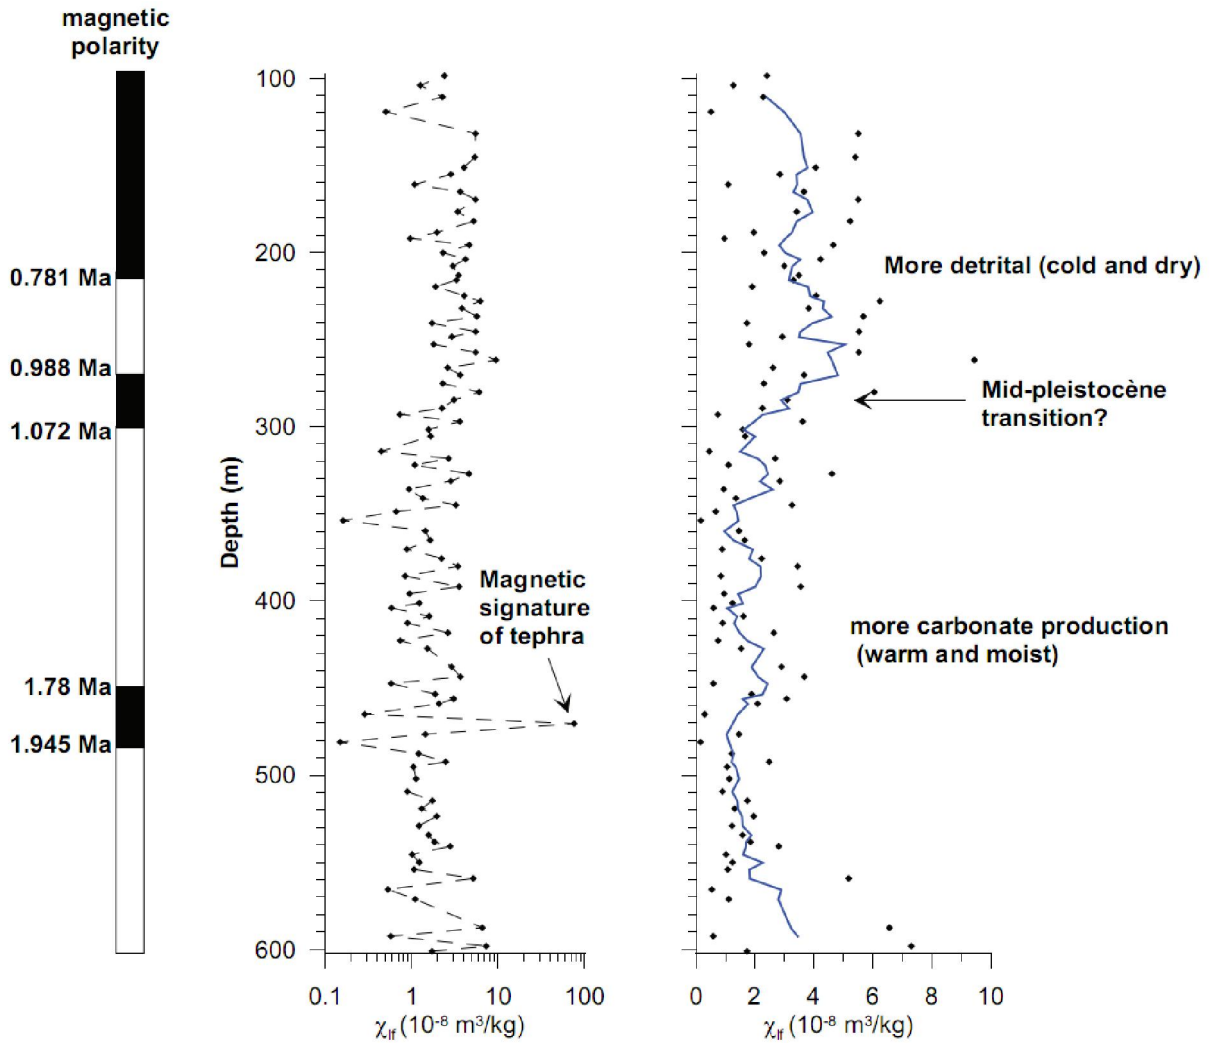 magnetic
polarity
0.781 Ma
0.988 Ma
1.072 Ma
1.78 Ma
1.945 Ma
Depth (m)
100
200
300
400
500
600
Magnetic
signature
of tephra
0.1
1
10
100
χlf (10-8 m3/kg)
More detrital (cold and dry)
Mid-pleistocène
transition?
more carbonate production
(warm and moist)
0
2
4
6
8
10
χlf (10-8 m3/kg)